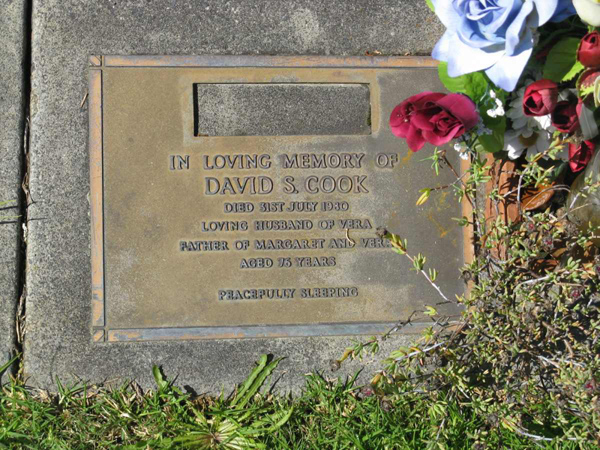 IN LOVING MEMORY OF
DAVID S. COOK
DIED 31ST JULY 1980
LOVING HUSBAND OF VERA
FATHER OF MARGARET AND
AGED 75 YEARS
PEACEFULLY SLEEPING